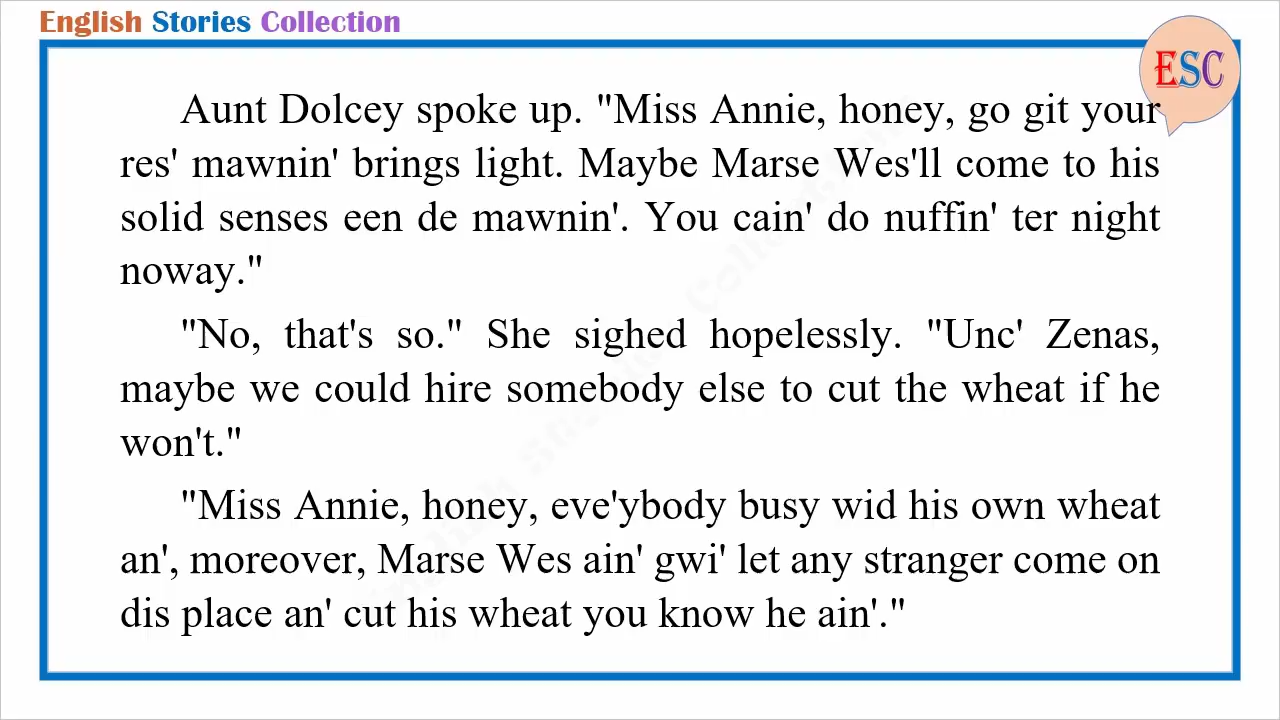 English Stories Collection
ESC
Aunt Dolcey spoke up. "Miss Annie, honey, go git your
res' mawnin' brings light. Maybe Marse Wes'll come to his
solid senses een de mawnin'. You cain' do nuffin' ter night
noway."
"No, that's so." She sighed hopelessly. "Unc' Zenas,
maybe we could hire somebody else to cut the wheat if he
won't."
"Miss Annie, honey, eve'ybody busy wid his own wheat
an', moreover, Marse Wes ain' gwi' let any stranger come on
dis place an' cut his wheat you know he ain'."